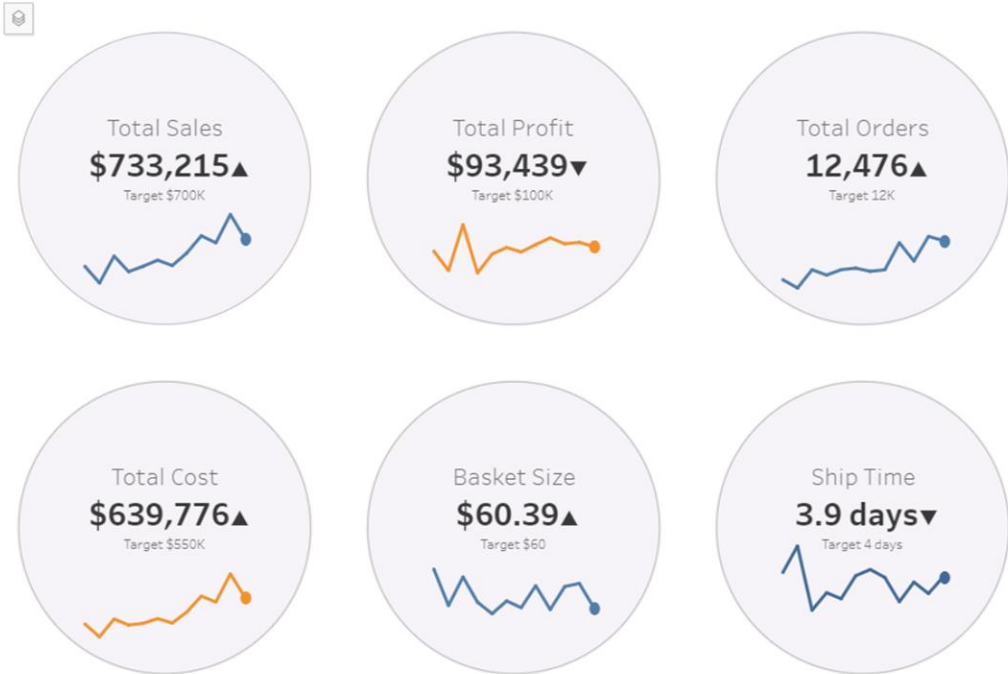 Total Sales
$733,215▲
Target $700K
Total Profit
$93,439▼
Target $100K
Total Orders
12,476▲
Target 12K
Total Cost
$639,776▲
Target $550K
Basket Size
$60.39▲
Target $60
Ship Time
3.9 days▼
Target 4 days